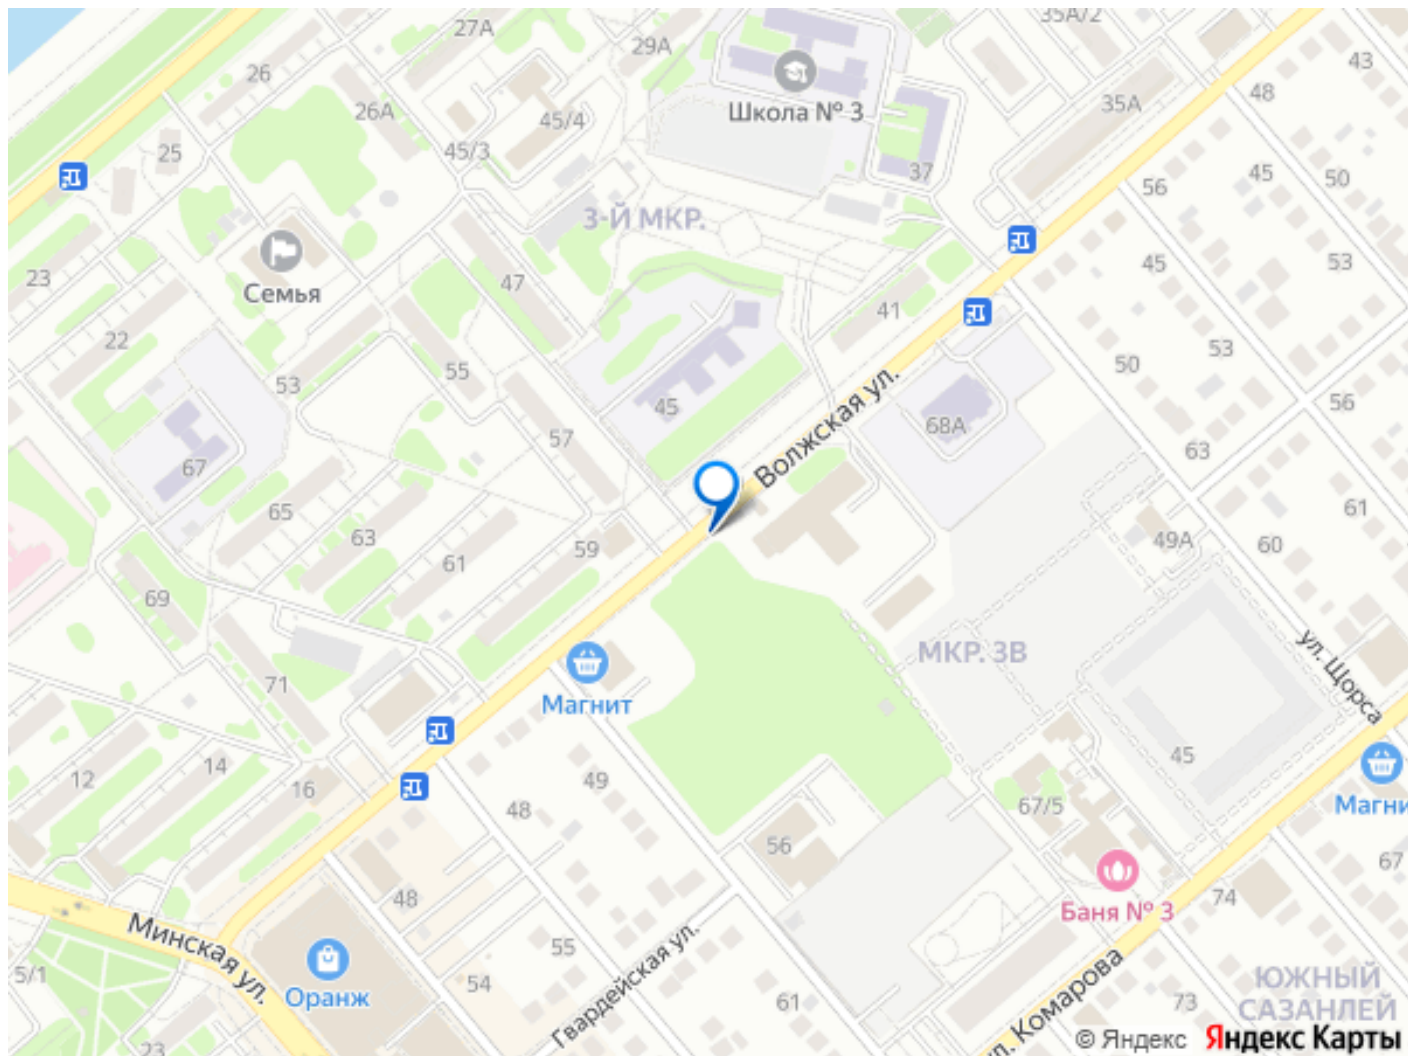 27А
29А
35А/2
43
26
26А
45/4
Школа № 3
35А
48
25
45/3
37
56
45
50
3-Й МКР.
23
Семья
47
41
45
53
22
53
55
Волжская ул.
50
53
57
45
68А
56
67
63
65
63
61
59
49А
60
61
69
71
Магнит
МКР. 3В
ул. Щорса
12
14
16
49
48
45
67/5
Магни
56
67
48
Баня № 3
74
Минская ул.
5/1
Оранж
54
55
Гвардейская ул.
61
ул. Комарова
73
ЮЖНЫЙ
САЗАНЛЕЙ
23
© Яндекс Яндекс Карты